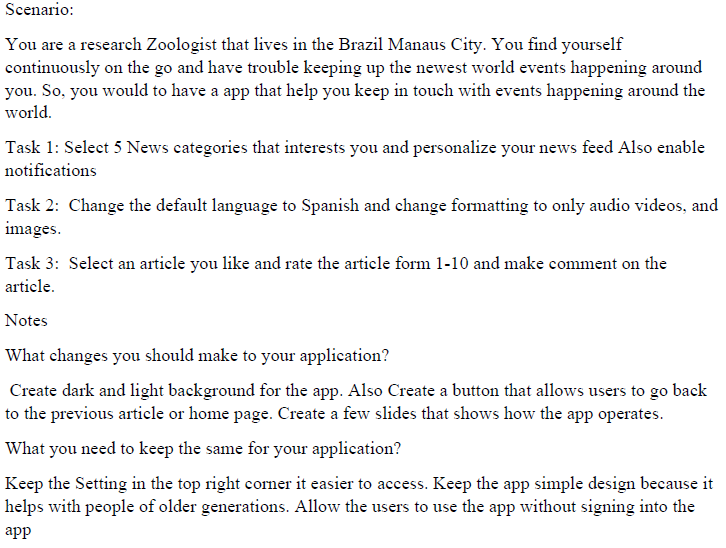 Scenario:
You are a research Zoologist that lives in the Brazil Manaus City. You find yourself
continuously on the go and have trouble keeping up the newest world events happening around
you. So, you would to have a app that help you keep in touch with events happening around the
world.
Task 1: Select 5 News categories that interests you and personalize your news feed Also enable
notifications
Task 2:  Change the default language to Spanish and change formatting to only audio videos, and
images.
Task 3:  Select an article you like and rate the article form 1-10 and make comment on the
article.
Notes
What changes you should make to your application?
Create dark and light background for the app. Also Create a button that allows users to go back
to the previous article or home page. Create a few slides that shows how the app operates.
What you need to keep the same for your application?
Keep the Setting in the top right corner it easier to access. Keep the app simple design because it
helps with people of older generations. Allow the users to use the app without signing into the
app